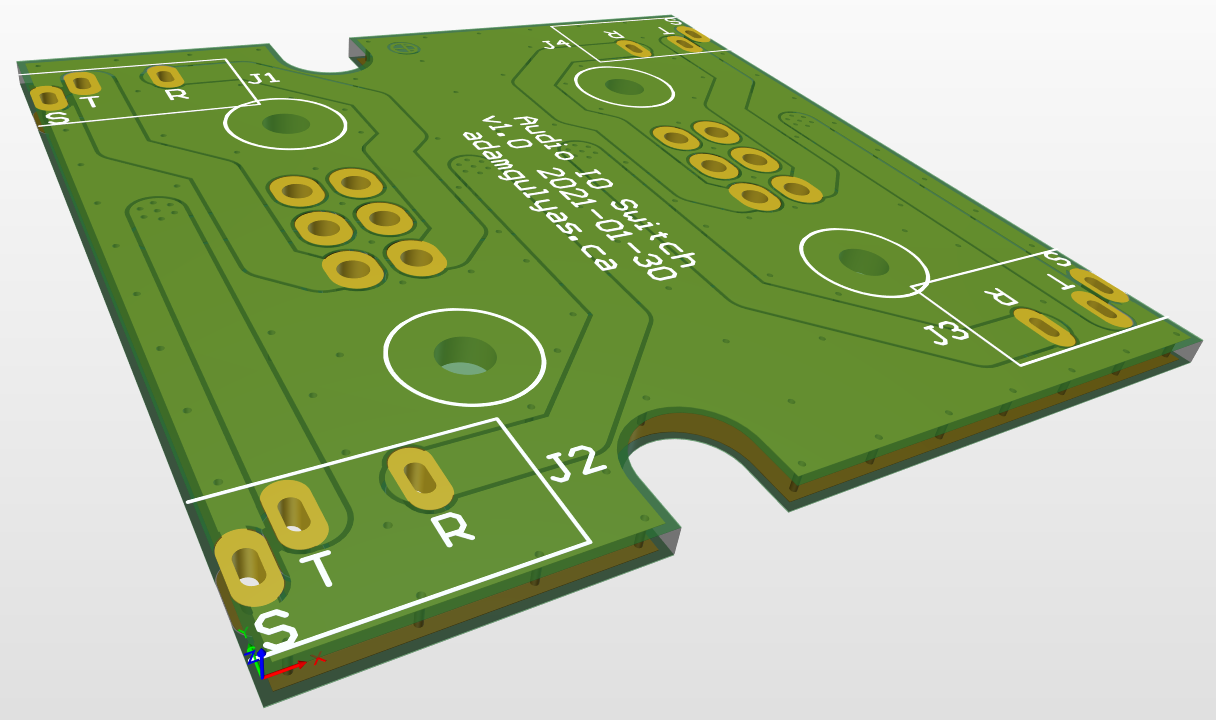 J4
R
T
S
J1
R
T
S
Audio IO Switch
v1.0 2021-01-30
adamgulyas.ca
S
T
R
J3
J2
R
T
S
Y
Z
X